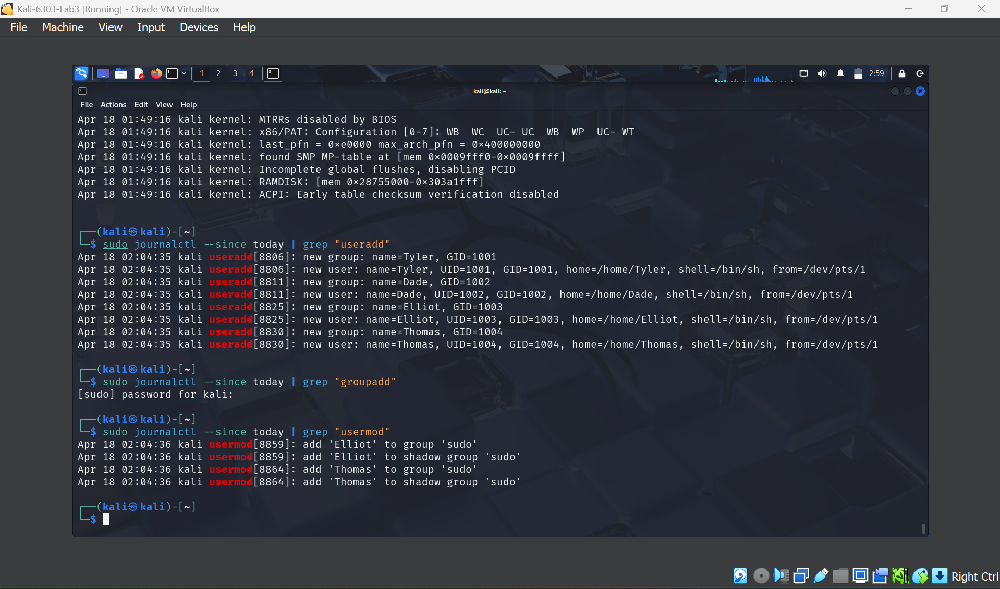 Kali-6303-Lab3 [Running] - Oracle VM VirtualBox
File Machine View Input Devices Help
1 2 3 4 2:59
kali@kali: ~
File Actions Edit View Help
Apr 18 01:49:16 kali kernel: MTRRs disabled by BIOS
Apr 18 01:49:16 kali kernel: x86/PAT: Configuration [0-7]: WB  WC  UC- UC  WB  WP  UC- WT
Apr 18 01:49:16 kali kernel: last_pfn = 0×e0000 max_arch_pfn = 0×400000000
Apr 18 01:49:16 kali kernel: found SMP MP-table at [mem 0×0009fff0-0×0009ffff]
Apr 18 01:49:16 kali kernel: Incomplete global flushes, disabling PCID
Apr 18 01:49:16 kali kernel: RAMDISK: [mem 0×28755000-0×303a1fff]
Apr 18 01:49:16 kali kernel: ACPI: Early table checksum verification disabled
┌──(kali㉿kali)-[~]
└─$ sudo journalctl --since today | grep "useradd"
Apr 18 02:04:35 kali useradd[8806]: new group: name=Tyler, GID=1001
Apr 18 02:04:35 kali useradd[8806]: new user: name=Tyler, UID=1001, GID=1001, home=/home/Tyler, shell=/bin/sh, from=/dev/pts/1
Apr 18 02:04:35 kali useradd[8811]: new group: name=Dade, GID=1002
Apr 18 02:04:35 kali useradd[8811]: new user: name=Dade, UID=1002, GID=1002, home=/home/Dade, shell=/bin/sh, from=/dev/pts/1
Apr 18 02:04:35 kali useradd[8825]: new group: name=Elliot, GID=1003
Apr 18 02:04:35 kali useradd[8825]: new user: name=Elliot, UID=1003, GID=1003, home=/home/Elliot, shell=/bin/sh, from=/dev/pts/1
Apr 18 02:04:35 kali useradd[8830]: new group: name=Thomas, GID=1004
Apr 18 02:04:35 kali useradd[8830]: new user: name=Thomas, UID=1004, GID=1004, home=/home/Thomas, shell=/bin/sh, from=/dev/pts/1
┌──(kali㉿kali)-[~]
└─$ sudo journalctl --since today | grep "groupadd"
[sudo] password for kali:
┌──(kali㉿kali)-[~]
└─$ sudo journalctl --since today | grep "usermod"
Apr 18 02:04:36 kali usermod[8859]: add 'Elliot' to group 'sudo'
Apr 18 02:04:36 kali usermod[8859]: add 'Elliot' to shadow group 'sudo'
Apr 18 02:04:36 kali usermod[8864]: add 'Thomas' to group 'sudo'
Apr 18 02:04:36 kali usermod[8864]: add 'Thomas' to shadow group 'sudo'
┌──(kali㉿kali)-[~]
└─$
Right Ctrl